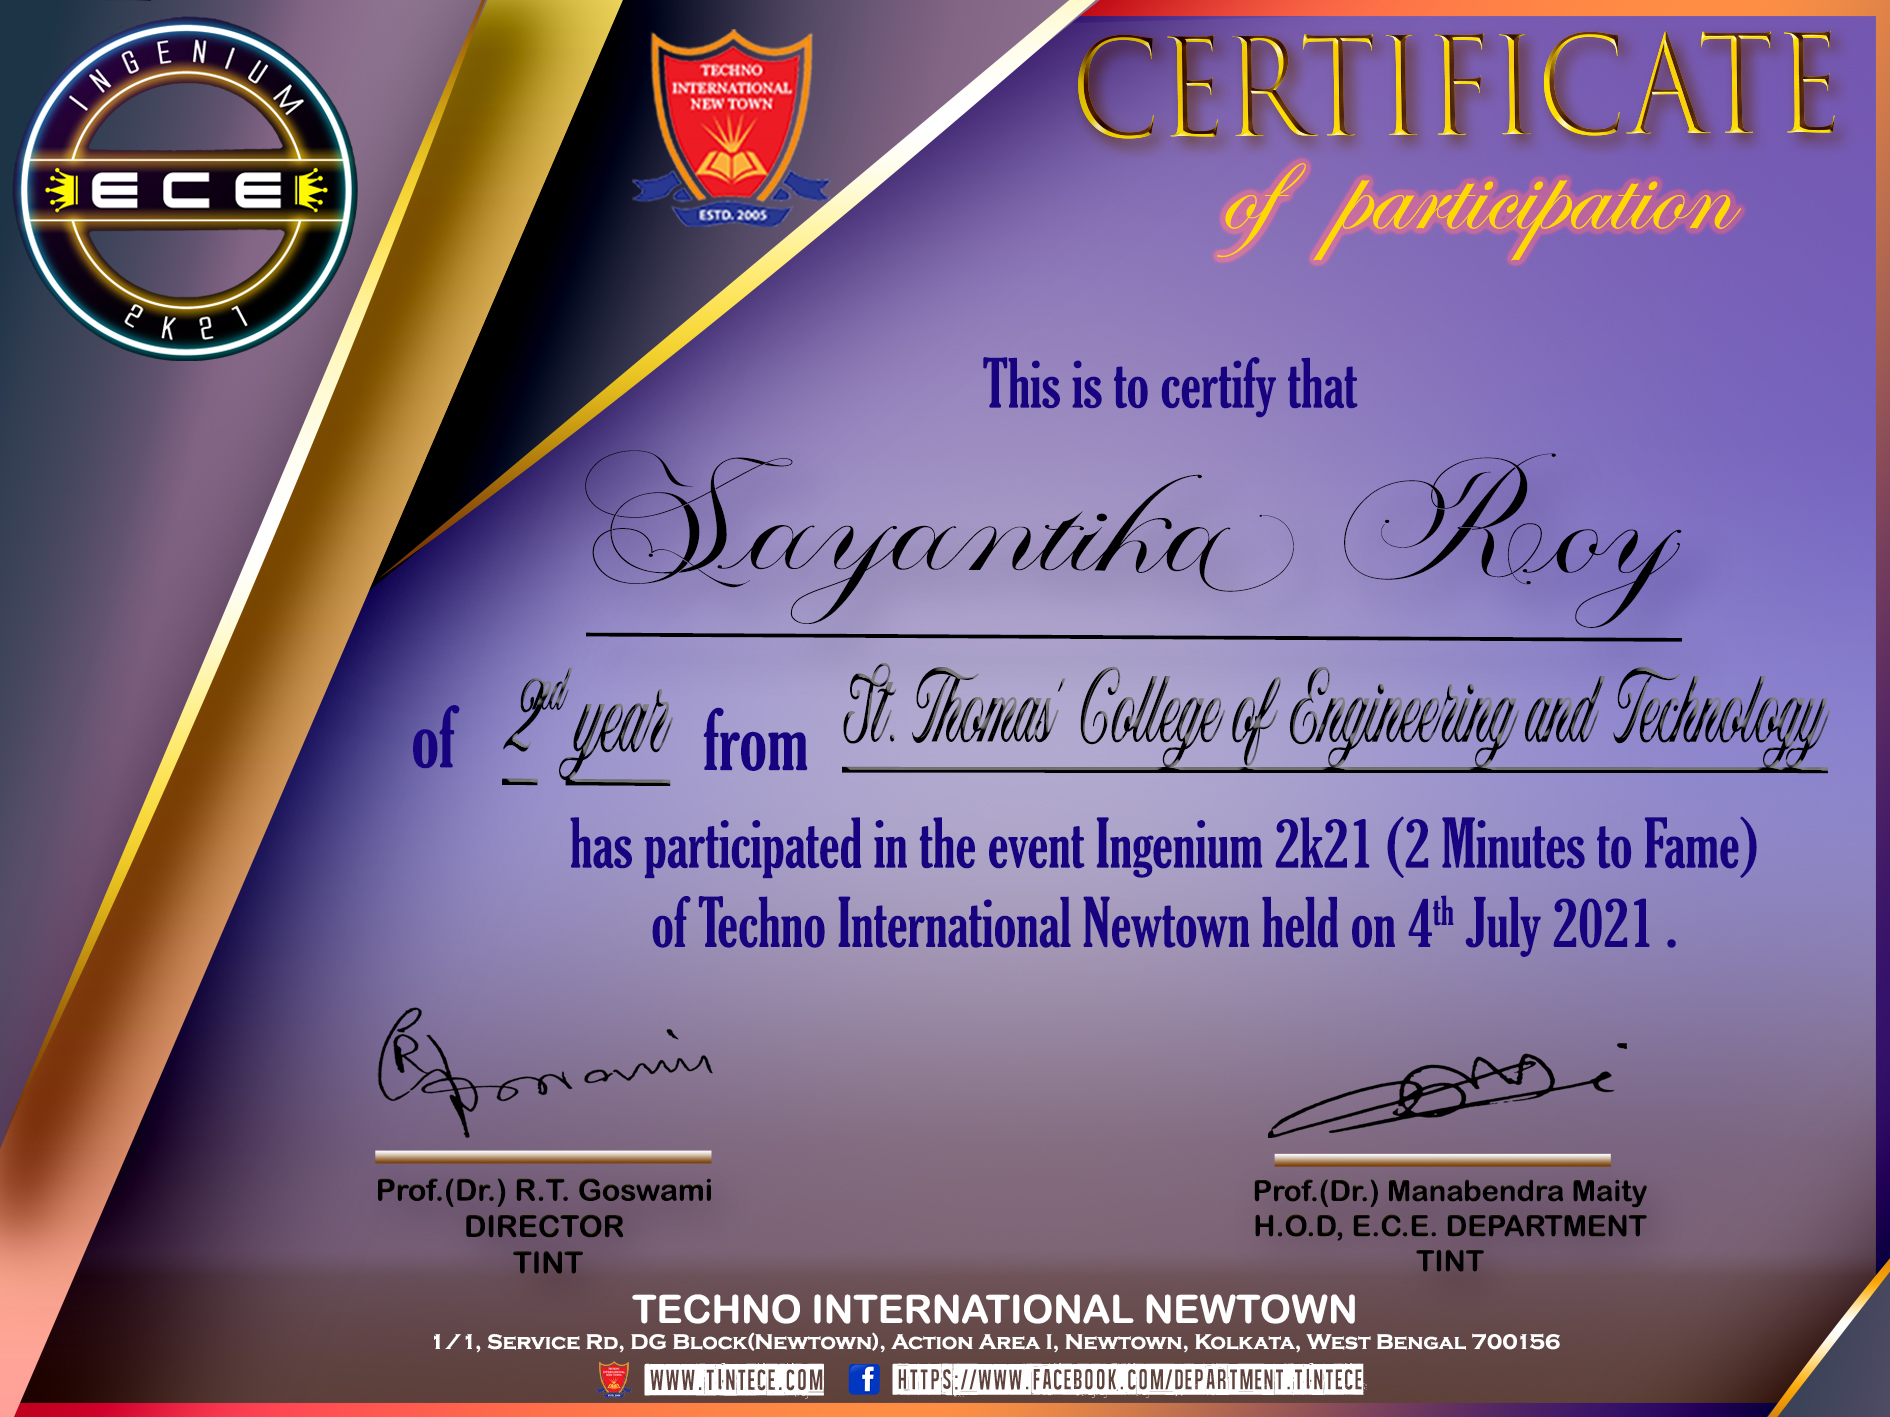 INGENIUM
ECE
2K21
TECHNO
INTERNATIONAL
NEW TOWN
ESTD. 2005
CERTIFICATE
of participation
This is to certify that
Sayantika Roy
of 2nd year from St. Thomas' College of Engineering and Technology
has participated in the event Ingenium 2k21 (2 Minutes to Fame)
of Techno International Newtown held on 4th July 2021 .
Prof.(Dr.) R.T. Goswami
DIRECTOR
TINT
Prof.(Dr.) Manabendra Maity
H.O.D, E.C.E. DEPARTMENT
TINT
TECHNO INTERNATIONAL NEWTOWN
1/1, Service Rd, DG Block(Newtown), Action Area I, Newtown, Kolkata, West Bengal 700156
WWW.TINTECE.COM HTTPS://WWW.FACEBOOK.COM/DEPARTMENT.TINTECE